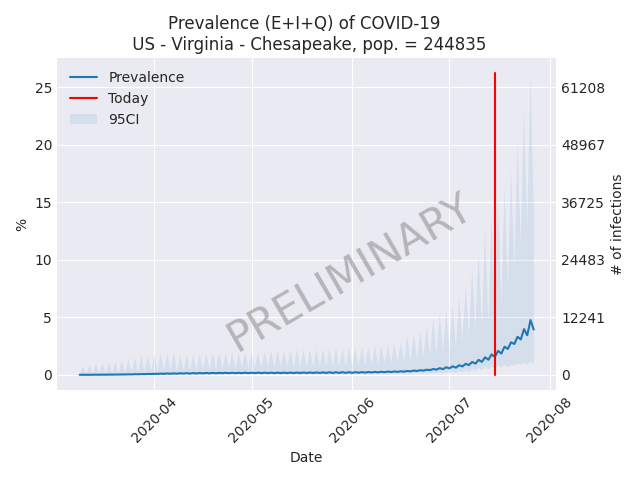 Prevalence (E+I+Q) of COVID-19
US - Virginia - Chesapeake, pop. = 244835
Prevalence
Today
95CI
25
20
15
10
5
0
%
61208
48967
36725
24483
12241
0
# of infections
PRELIMINARY
2020-04
2020-05
2020-06
2020-07
2020-08
Date